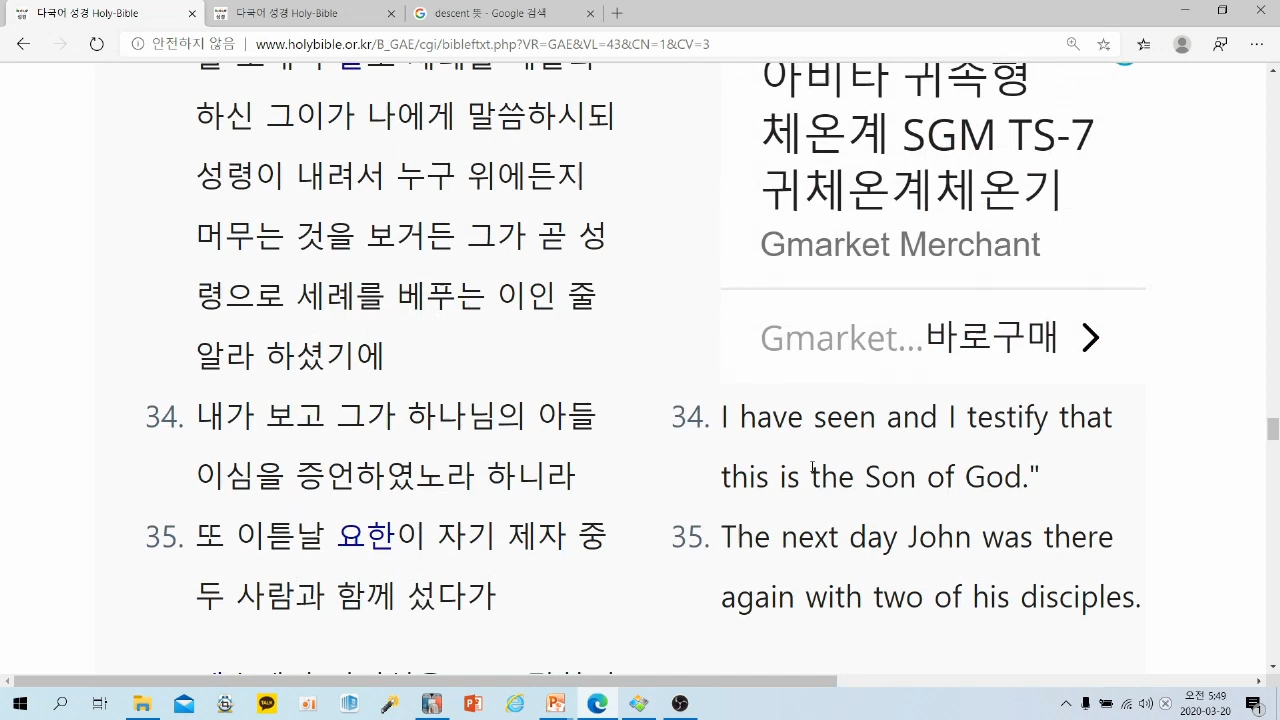 다국어 성경 Holy-Bible
다국어 성경 Holy-Bible
descent 뜻 - Google 검색
안전하지 않음
www.holybible.or.kr/B_GAE/cgi/bibleftxt.php?VR=GAE&VL=43&CN=1&CV=3
하신 그이가 나에게 말씀하시되
성령이 내려서 누구 위에든지
머무는 것을 보거든 그가 곧 성
령으로 세례를 베푸는 이인 줄
알라 하셨기에
34. 내가 보고 그가 하나님의 아들
이심을 증언하였노라 하니라
35. 또 이튿날 요한이 자기 제자 중
두 사람과 함께 섰다가
아비타 귀속형
체온계 SGM TS-7
귀체온계체온기
Gmarket Merchant
Gmarket...바로구매
34. I have seen and I testify that
this is the Son of God."
35. The next day John was there
again with two of his disciples.
오전 5:49
2020-03-20